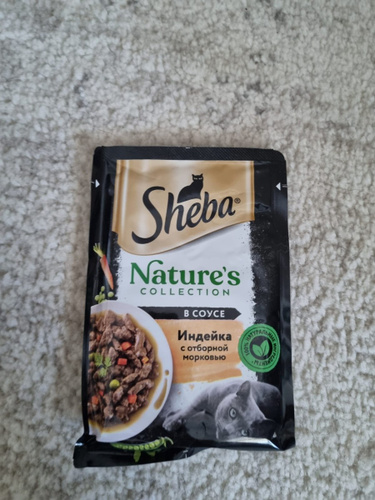 Sheba®
Nature's
COLLECTION
В СОУСЕ
Индейка
с отборной
морковью